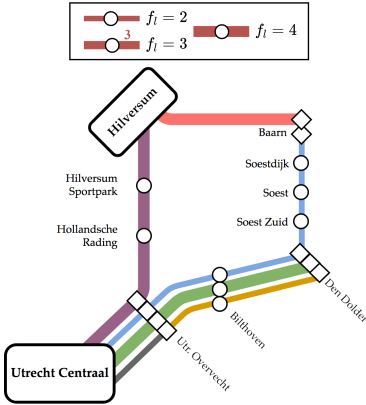 f_l = 2
3
f_l = 3
f_l = 4
Hilversum
Baarn
Soestdijk
Hilversum
Sportpark
Soest
Hollandsche
Rading
Soest Zuid
Den Dolder
Bilthoven
Utr. Overvecht
Utrecht Centraal